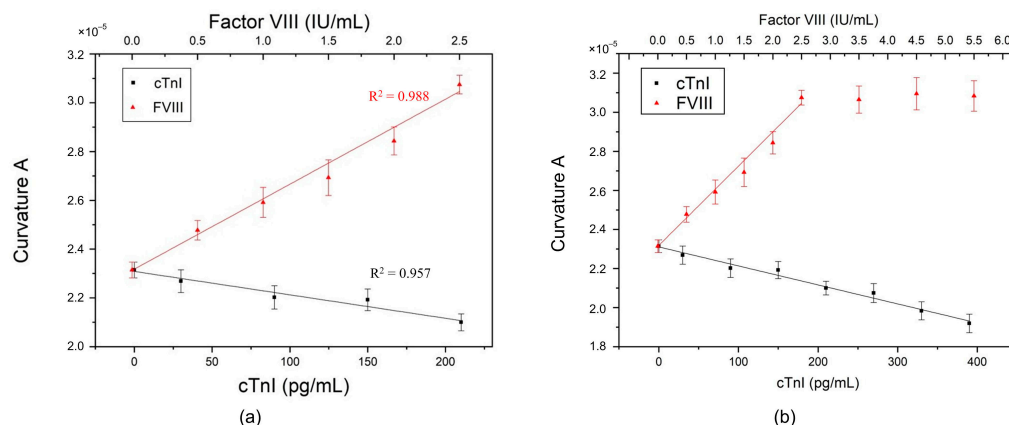 Factor VIII (IU/mL)
×10⁻⁵
0.0 0.5 1.0 1.5 2.0 2.5
3.2
3.0
2.8
2.6
2.4
2.2
2.0
Curvature A
cTnI
FVIII
R² = 0.988
R² = 0.957
0 50 100 150 200
cTnI (pg/mL)
(a)
Factor VIII (IU/mL)
×10⁻⁵
0.0 0.5 1.0 1.5 2.0 2.5 3.0 3.5 4.0 4.5 5.0 5.5 6.0
3.2
3.0
2.8
2.6
2.4
2.2
2.0
1.8
Curvature A
cTnI
FVIII
0 100 200 300 400
cTnI (pg/mL)
(b)